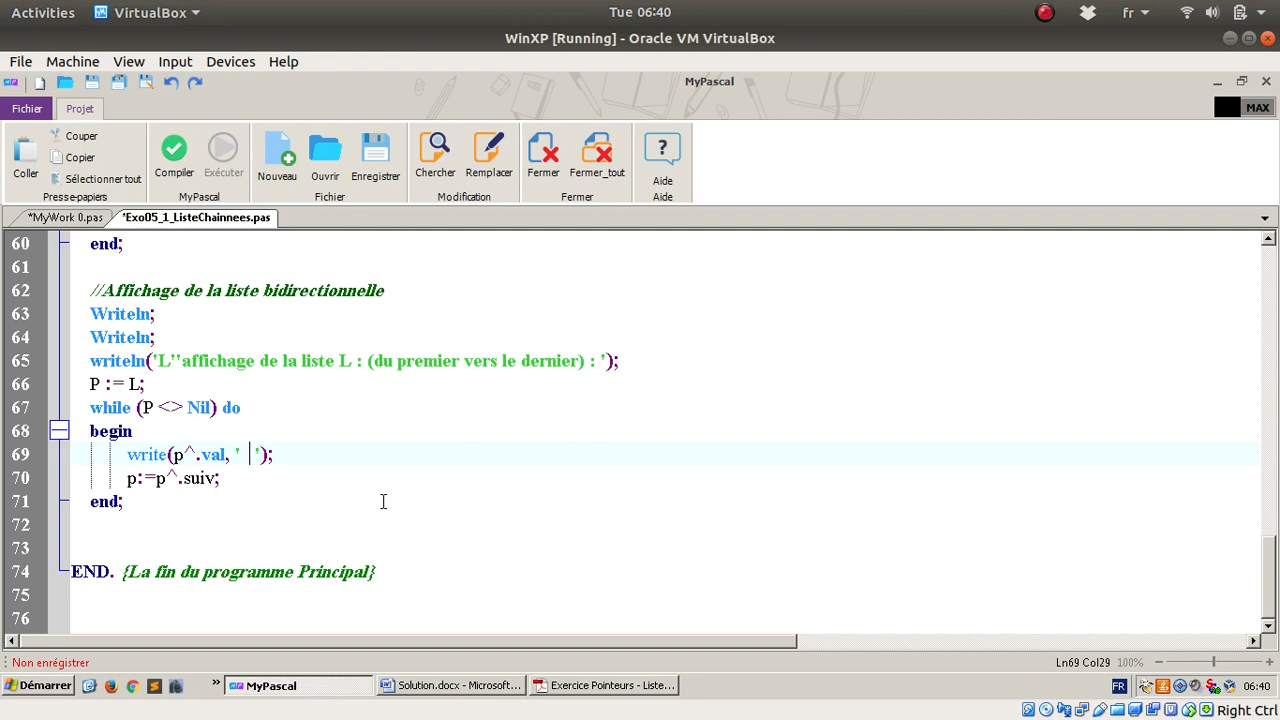 Activities VirtualBox Tue 06:40 fr
WinXP [Running] - Oracle VM VirtualBox
File Machine View Input Devices Help
MyPascal
Fichier Projet MAX
Coller Couper Copier Sélectionner tout Compiler Exécuter Nouveau Ouvrir Enregistrer Chercher Remplacer Fermer Fermer_tout Aide
Presse-papiers MyPascal Fichier Modification Fermer Aide
*MyWork 0.pas *Exo05_1_ListeChainnees.pas
60 end;
61
62 //Affichage de la liste bidirectionnelle
63 Writeln;
64 Writeln;
65 writeln('L''affichage de la liste L : (du premier vers le dernier) : ');
66 P := L;
67 while (P <> Nil) do
68 begin
69 write(p^.val, ' ');
70 p:=p^.suiv;
71 end;
72
73
74 END. {La fin du programme Principal}
75
76
Non enrégistrer Ln69 Col29 100%
Démarrer » MyPascal Solution.docx - Microsoft... Exercice Pointeurs - Liste... FR 06:40
Right Ctrl